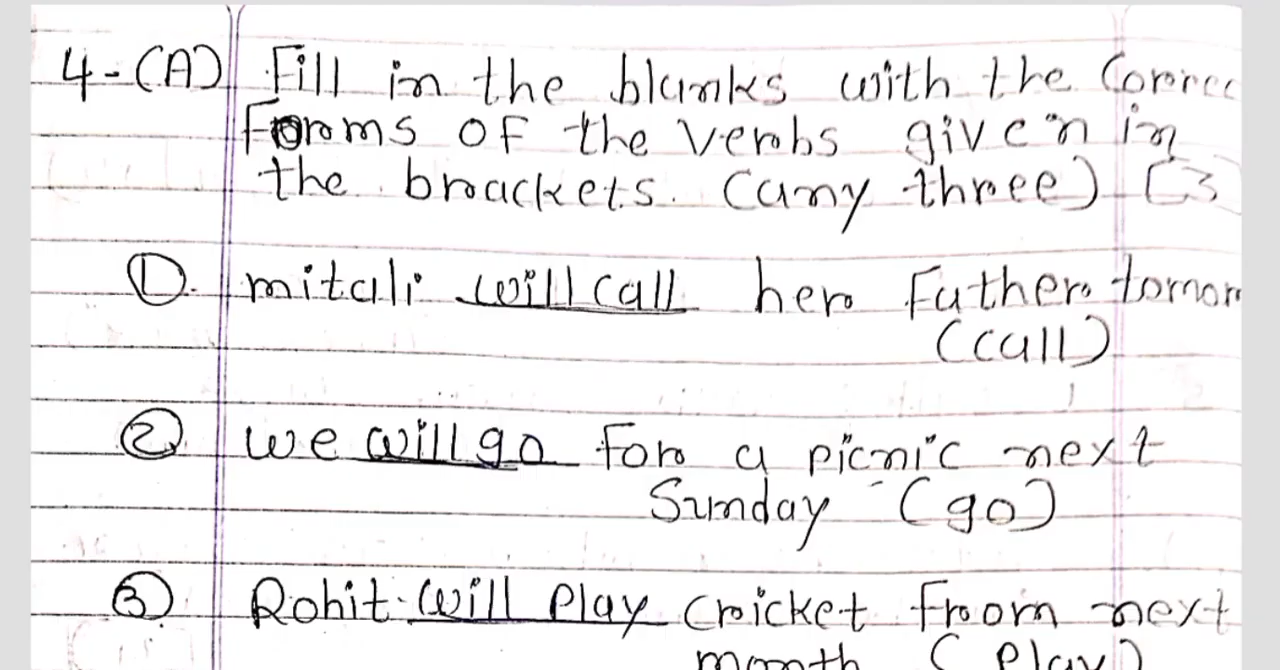 4-(A) Fill in the blanks with the Correc
Forms OF the Verbs given in
the brackets. (any three) [3
①. mitali will call her Father tomor
(call)
② we will go For a picnic next
Sunday (go)
③ Rohit will Play cricket From next
month (Play)